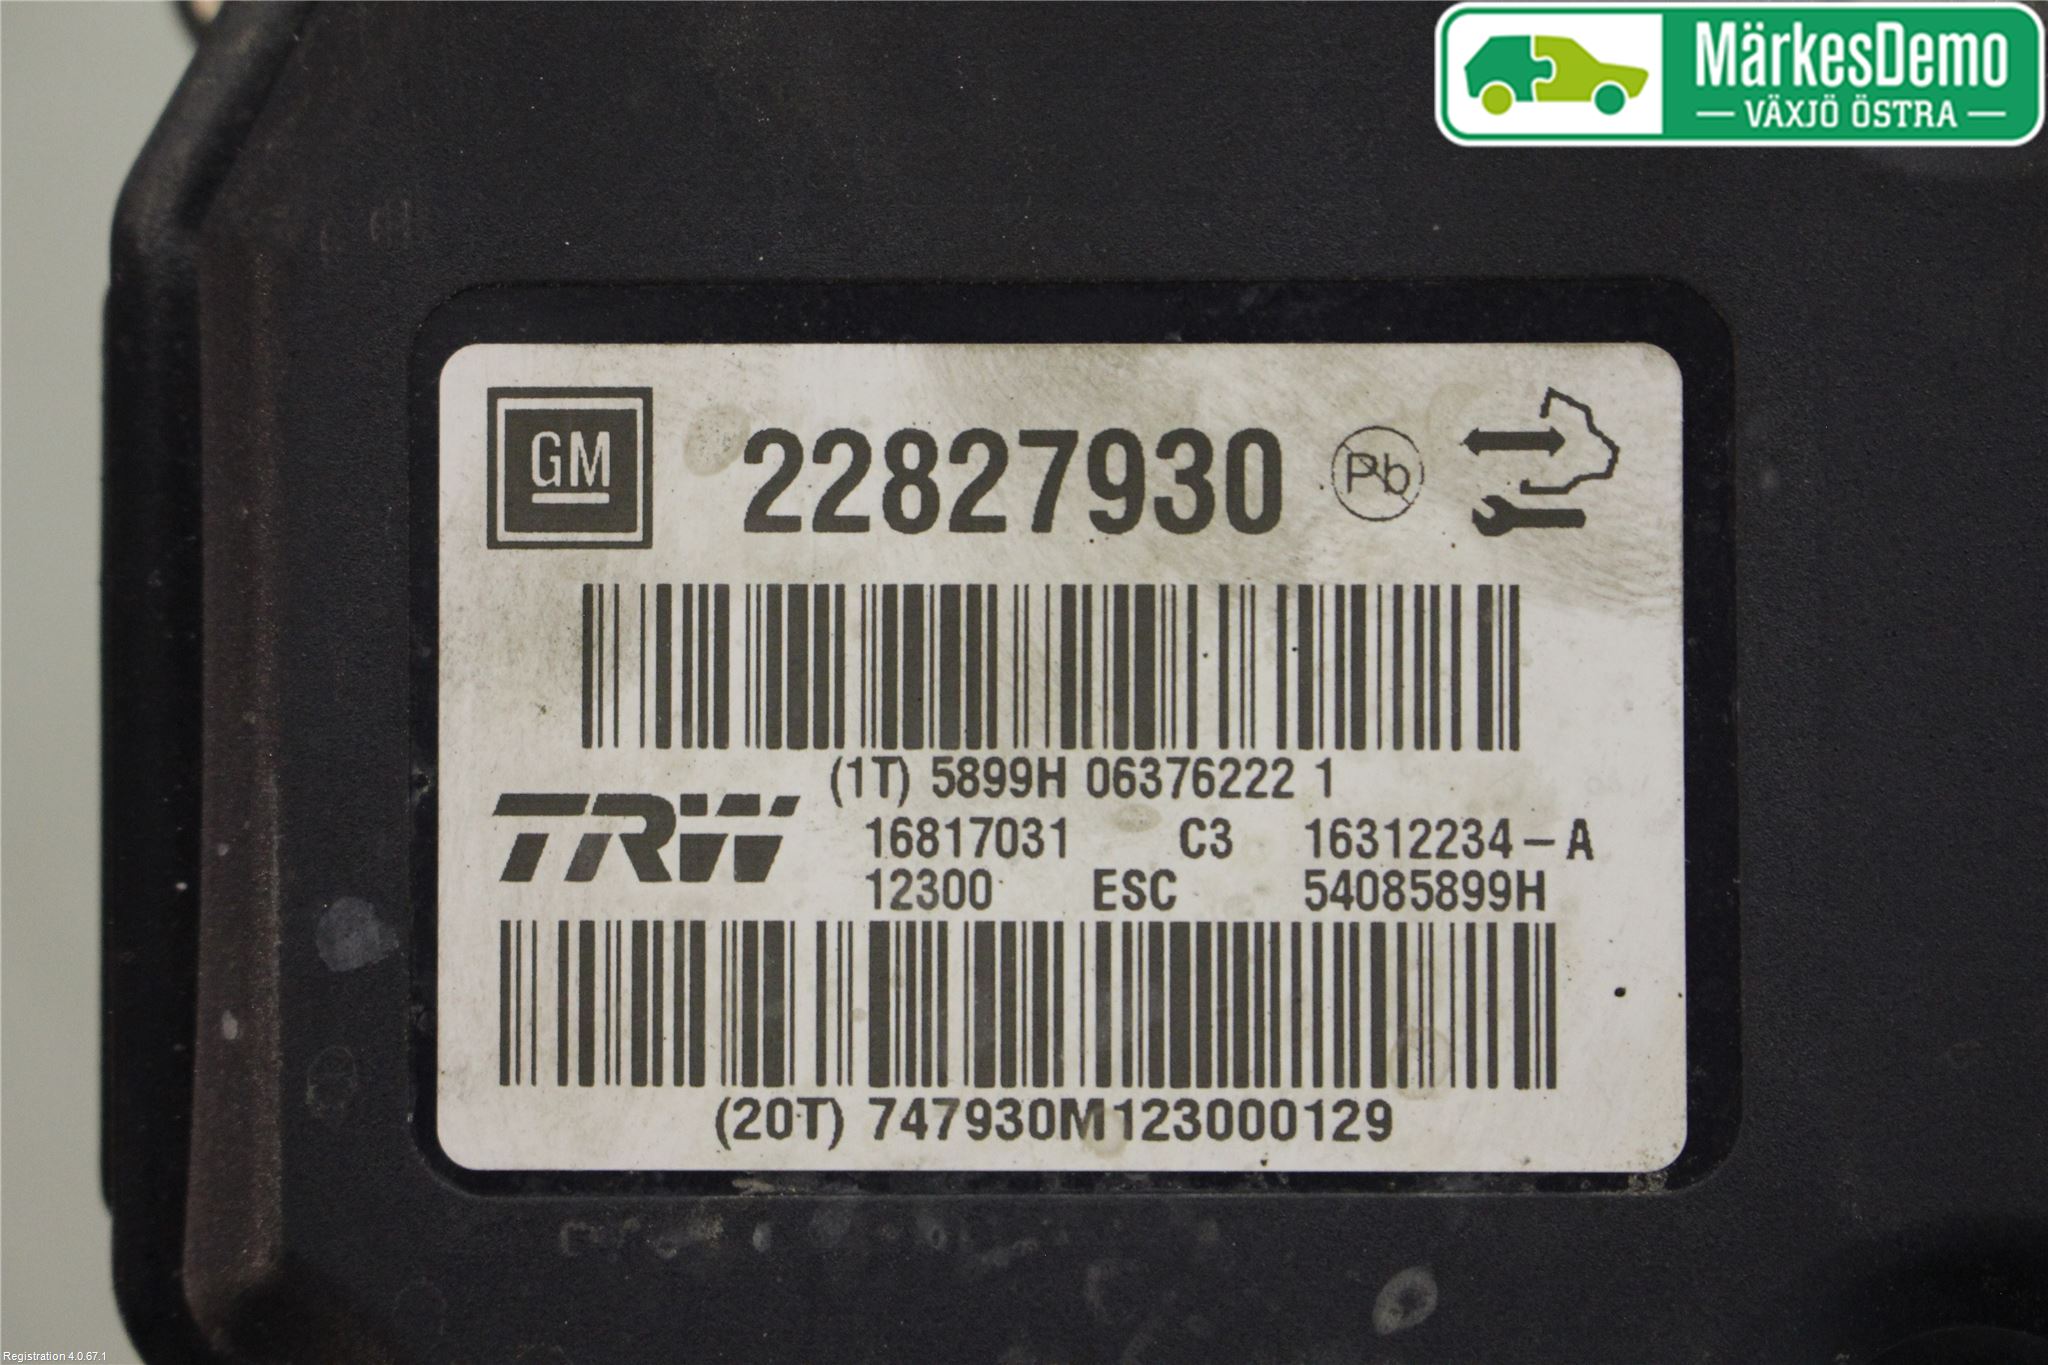 MärkesDemo
VÄXJÖ ÖSTRA
GM 22827930 Pb
(1T) 5899H 06376222 1
TRW
16817031 C3 16312234-A
12300 ESC 54085899H
(20T) 747930M123000129
Registration 4.0.67.1